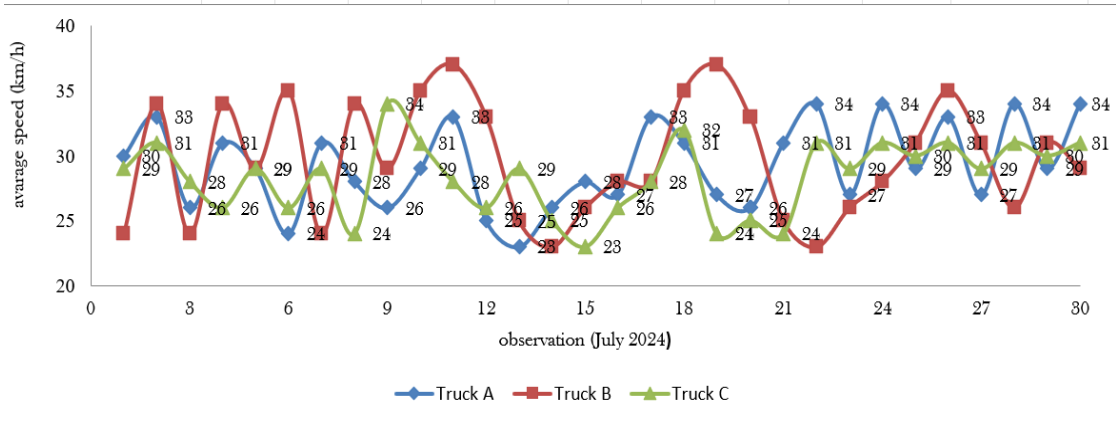 40
35
30
25
20
avarage speed (km/h)
34 34 34 34 34
33 33 33 33
32
31 31 31 31 31 31 31 31 31 31 31
30 30 30
29 29 29 29 29 29 29 29 29
28 28 28 28 28
27 27 27 27
26 26 26 26 26 26 26 26
25 25 25 25
24 24 24 24
23 23
0 3 6 9 12 15 18 21 24 27 30
observation (July 2024)
Truck A Truck B Truck C